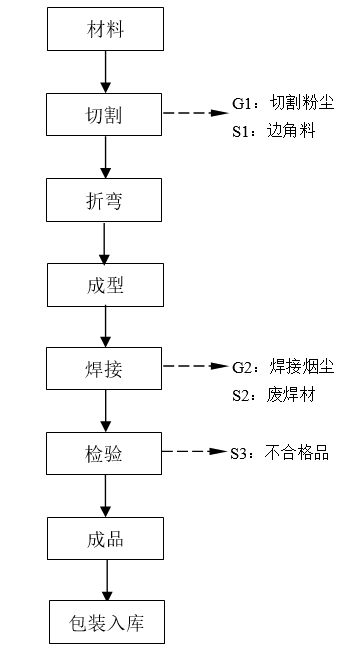 材料
切割
G1：切割粉尘
S1：边角料
折弯
成型
焊接
G2：焊接烟尘
S2：废焊材
检验
S3：不合格品
成品
包装入库